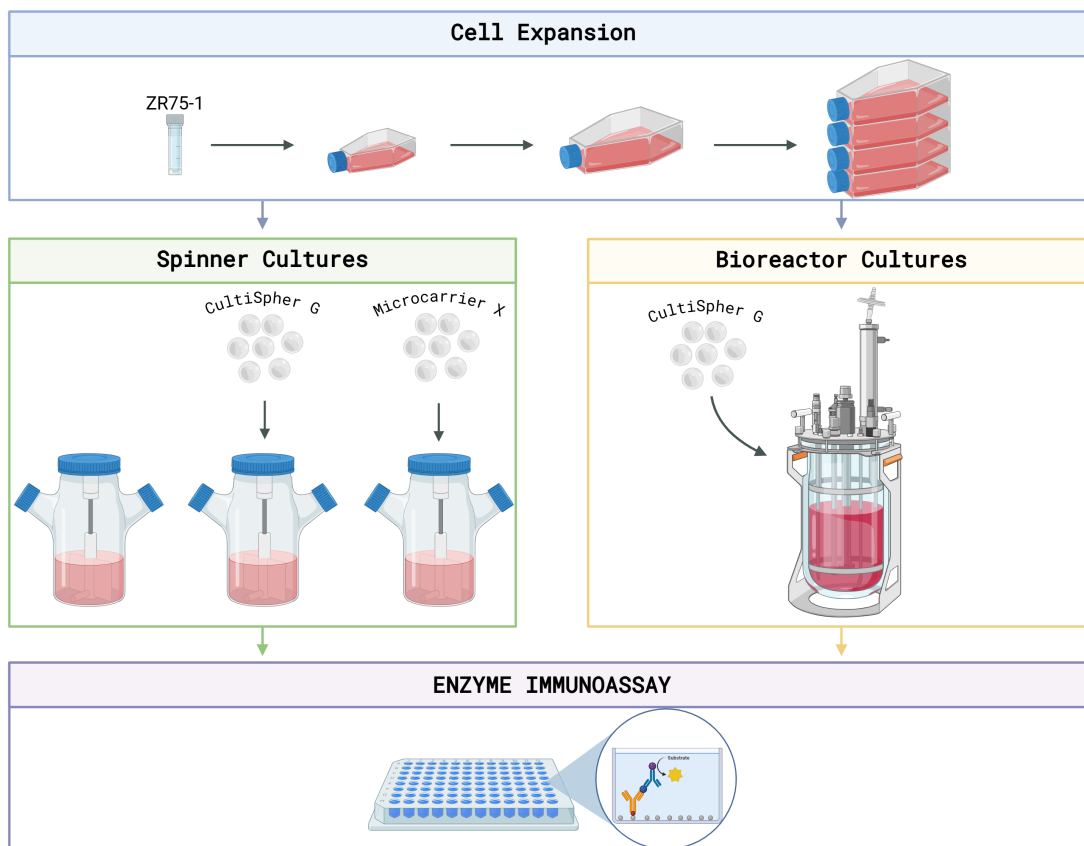 Cell Expansion
ZR75-1
Spinner Cultures
Bioreactor Cultures
CultiSpher G
Microcarrier X
CultiSpher G
ENZYME IMMUNOASSAY
Substrate